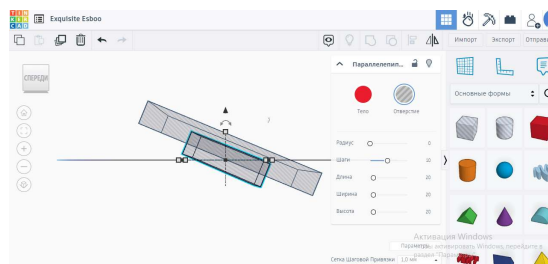 TIN
KER
CAD
Exquisite Esboo
Импорт
Экспорт
Отправи
СПЕРЕДИ
Параллелепип...
Тело
Отверстие
Основные формы
Радиус
0
Шаги
10
Длина
20
Ширина
20
Высота
20
Активация Windows
Чтобы активировать Windows, перейдите в
раздел "Параметры
Сетка Шаговой Привязки
1,0 мм